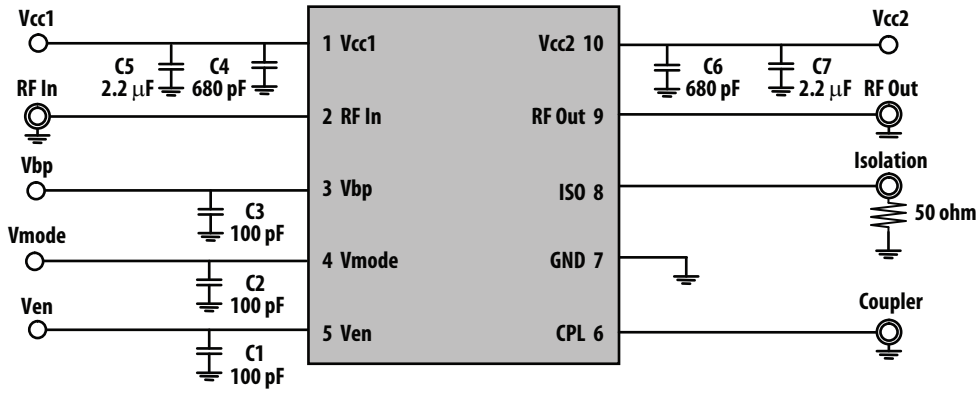 Vcc1
Vcc2
1 Vcc1
Vcc2 10
C5
2.2 μF
C4
680 pF
C6
680 pF
C7
2.2 μF
RF In
RF Out
2 RF In
RF Out 9
Vbp
Isolation
3 Vbp
ISO 8
C3
100 pF
50 ohm
Vmode
4 Vmode
GND 7
C2
100 pF
Ven
Coupler
5 Ven
CPL 6
C1
100 pF